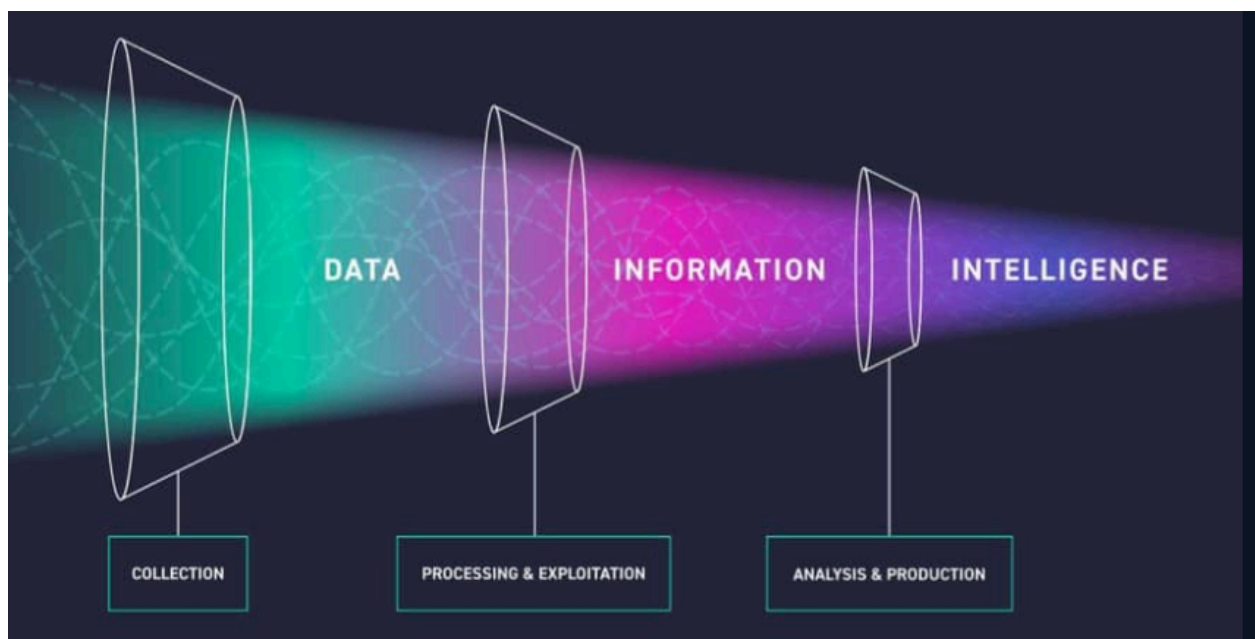 DATA
INFORMATION
INTELLIGENCE
COLLECTION
PROCESSING & EXPLOITATION
ANALYSIS & PRODUCTION